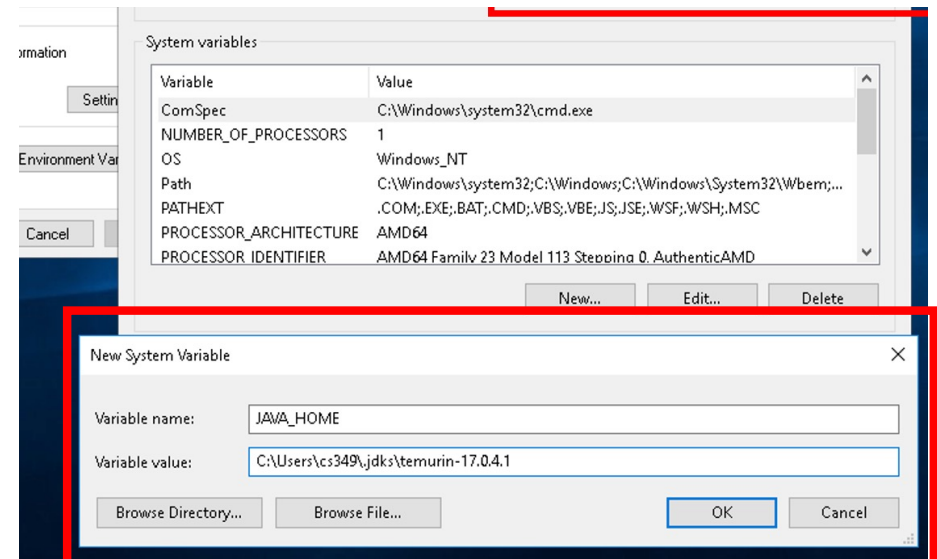 System variables
ormation
Variable Value
Settin
ComSpec C:\Windows\system32\cmd.exe
NUMBER_OF_PROCESSORS 1
OS Windows_NT
Environment Var
Path C:\Windows\system32;C:\Windows;C:\Windows\System32\Wbem;...
PATHEXT .COM;.EXE;.BAT;.CMD;.VBS;.VBE;.JS;.JSE;.WSF;.WSH;.MSC
Cancel
PROCESSOR_ARCHITECTURE AMD64
PROCESSOR_IDENTIFIER AMD64 Family 23 Model 113 Stepping 0, AuthenticAMD
New... Edit... Delete
New System Variable
Variable name: JAVA_HOME
Variable value: C:\Users\cs349\.jdks\temurin-17.0.4.1
Browse Directory... Browse File... OK Cancel